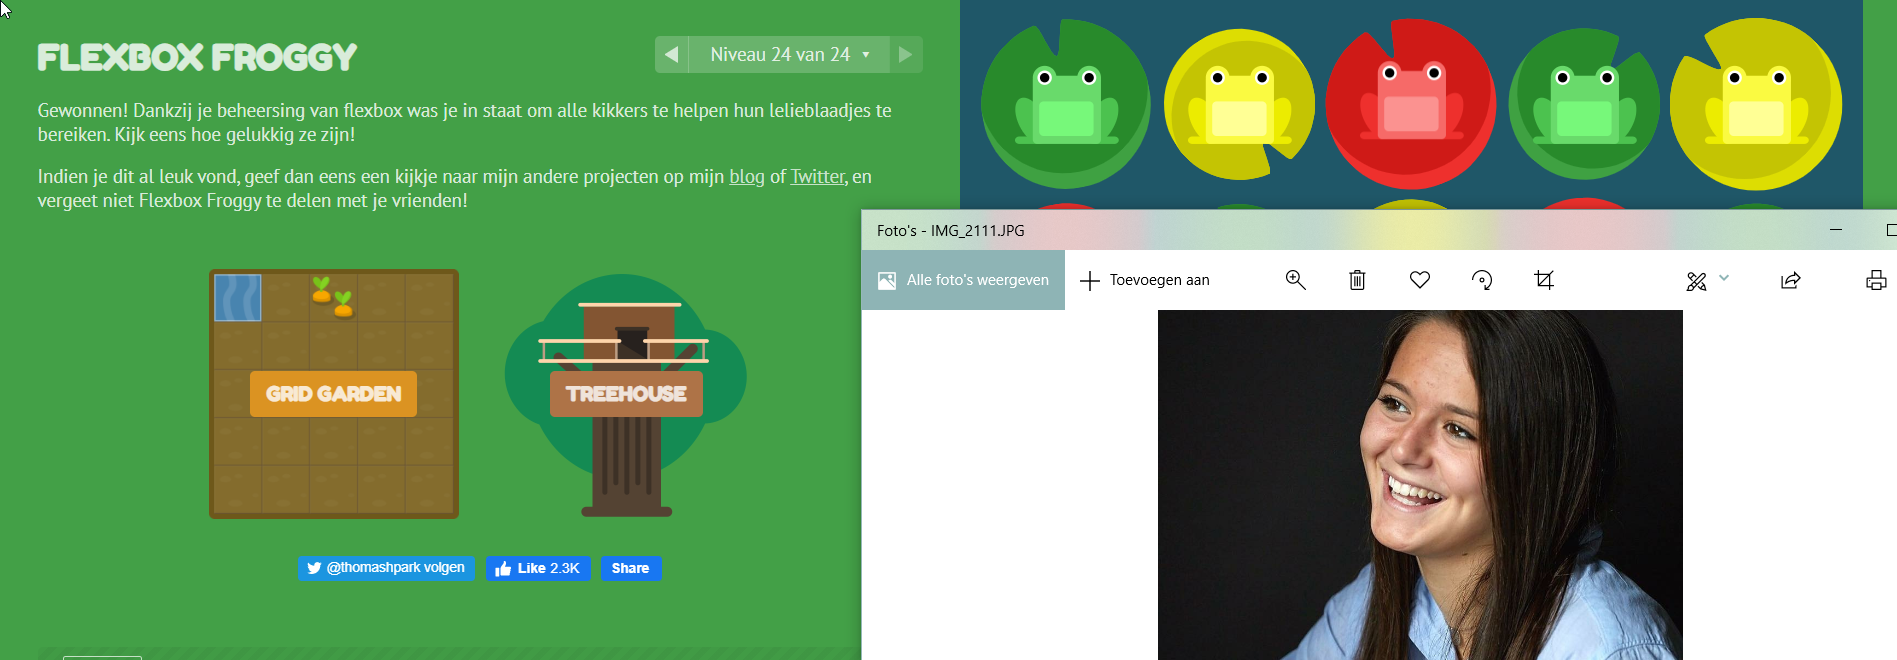 FLEXBOX FROGGY
Niveau 24 van 24
Gewonnen! Dankzij je beheersing van flexbox was je in staat om alle kikkers te helpen hun lelieblaadjes te
bereiken. Kijk eens hoe gelukkig ze zijn!
Indien je dit al leuk vond, geef dan eens een kijkje naar mijn andere projecten op mijn blog of Twitter, en
vergeet niet Flexbox Froggy te delen met je vrienden!
GRID GARDEN
TREEHOUSE
@thomashpark volgen
Like 2.3K
Share
Foto's - IMG_2111.JPG
Alle foto's weergeven
Toevoegen aan